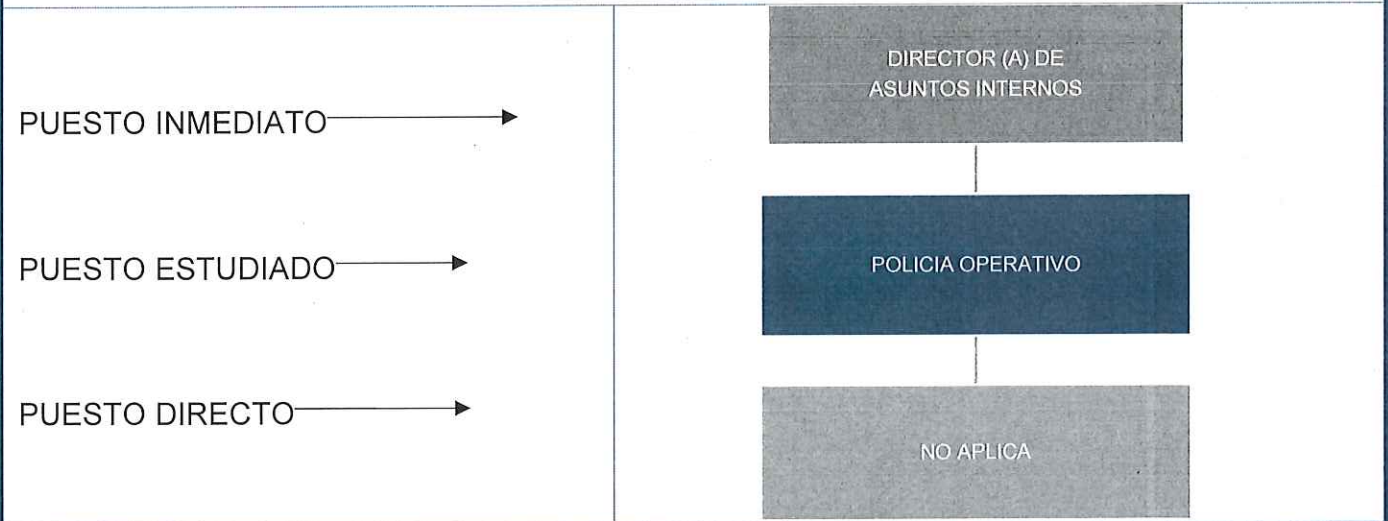 DIRECTOR (A) DE
ASUNTOS INTERNOS
PUESTO INMEDIATO
PUESTO ESTUDIADO
POLICIA OPERATIVO
PUESTO DIRECTO
NO APLICA